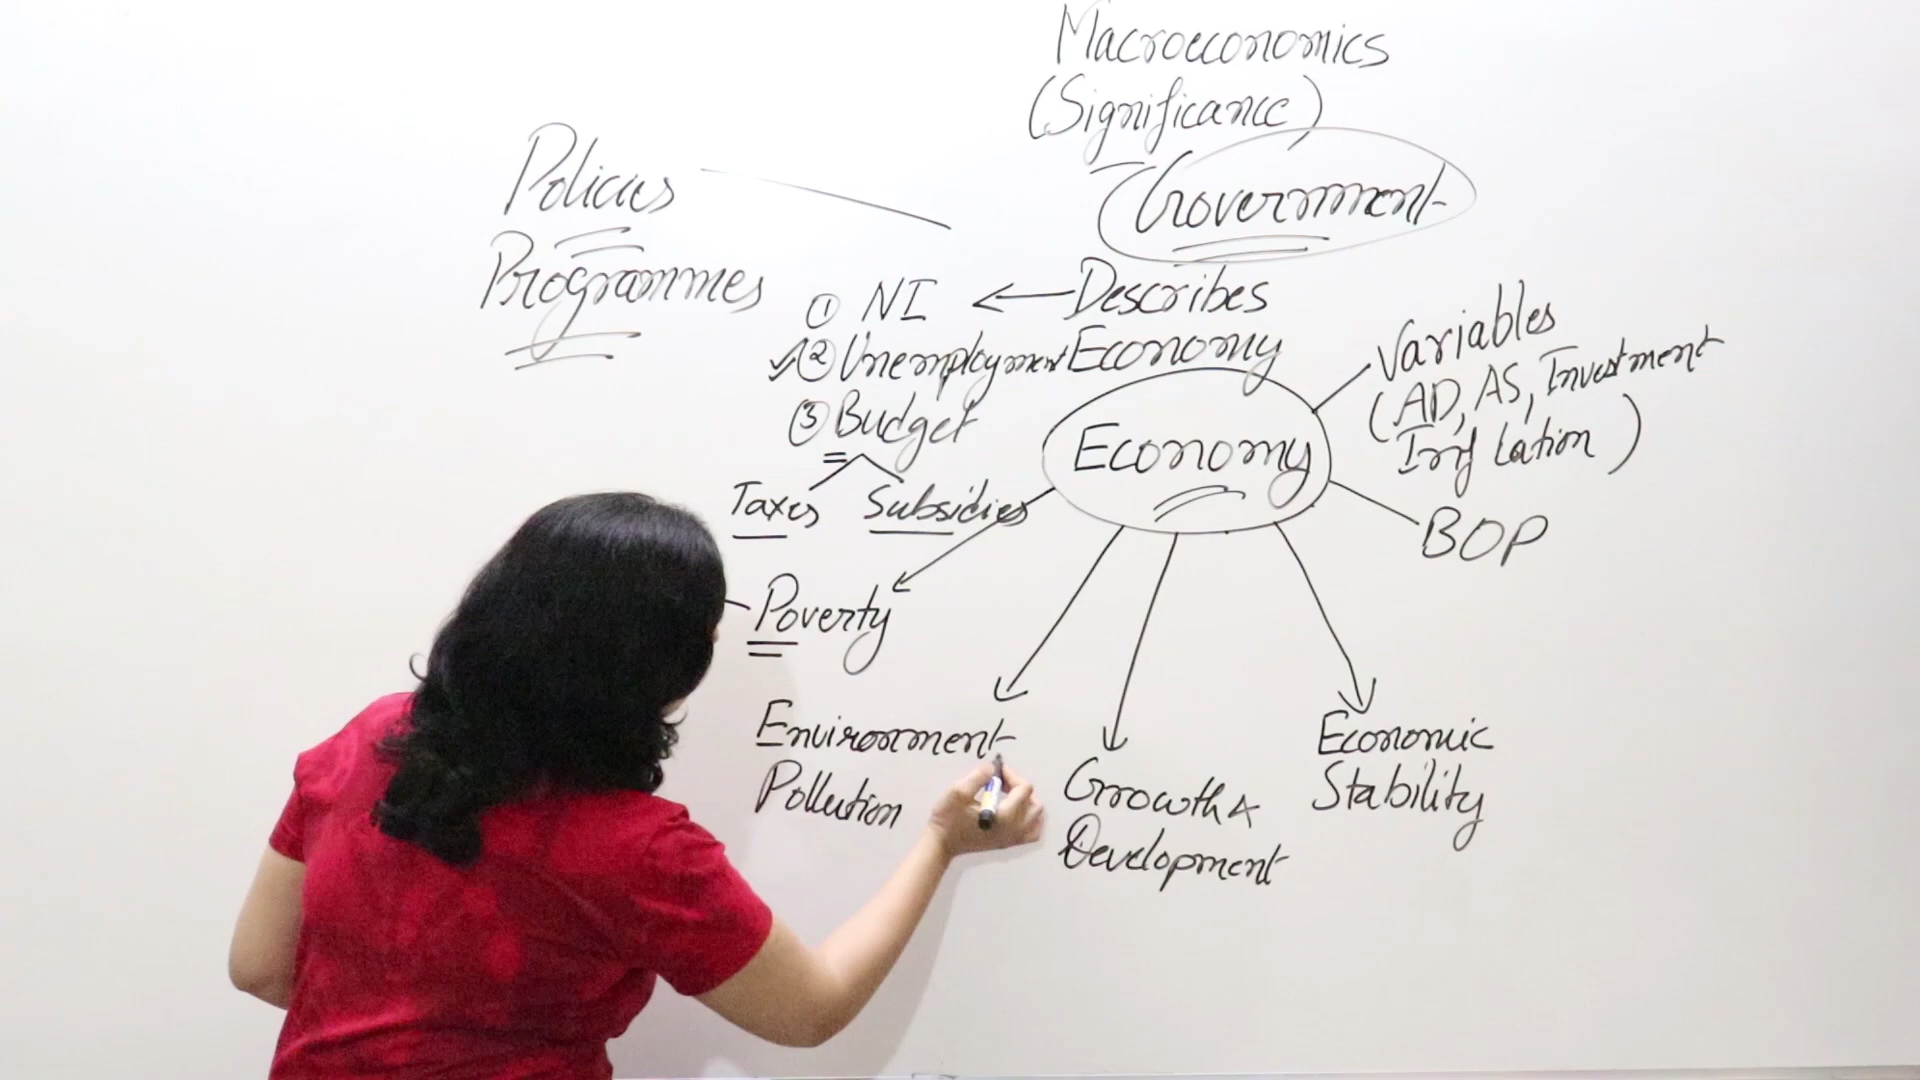 Macroeconomics
(Significance)
Government
Policies
Programmes
Describes
Economy
① NI
② Unemployment
③ Budget
Taxes
Subsidies
Economy
Variables
(AD, AS, Investment
Inflation)
BOP
Poverty
Environment
Pollution
Growth &
Development
Economic
Stability